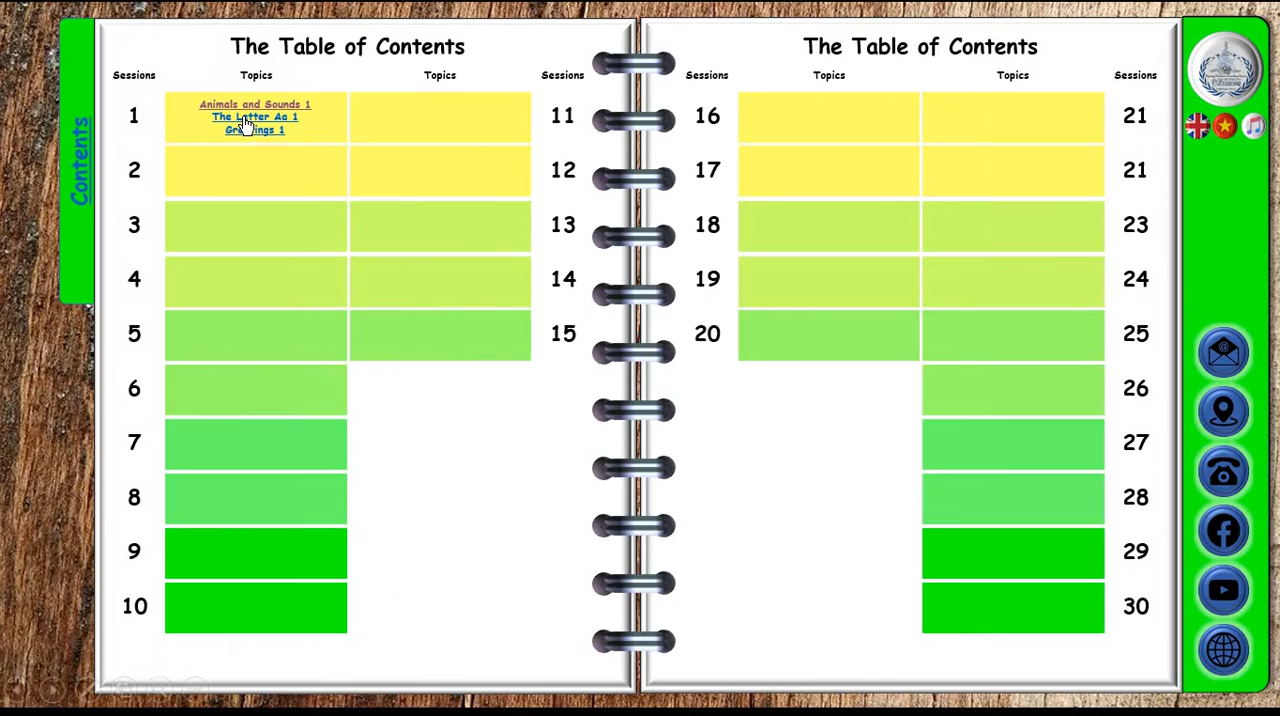 Contents
The Table of Contents
Sessions Topics Topics Sessions
1 Animals and Sounds 1 11
The Letter Aa 1
Greetings 1
2 12
3 13
4 14
5 15
6
7
8
9
10
The Table of Contents
Sessions Topics Topics Sessions
16 21
17 21
18 23
19 24
20 25
26
27
28
29
30